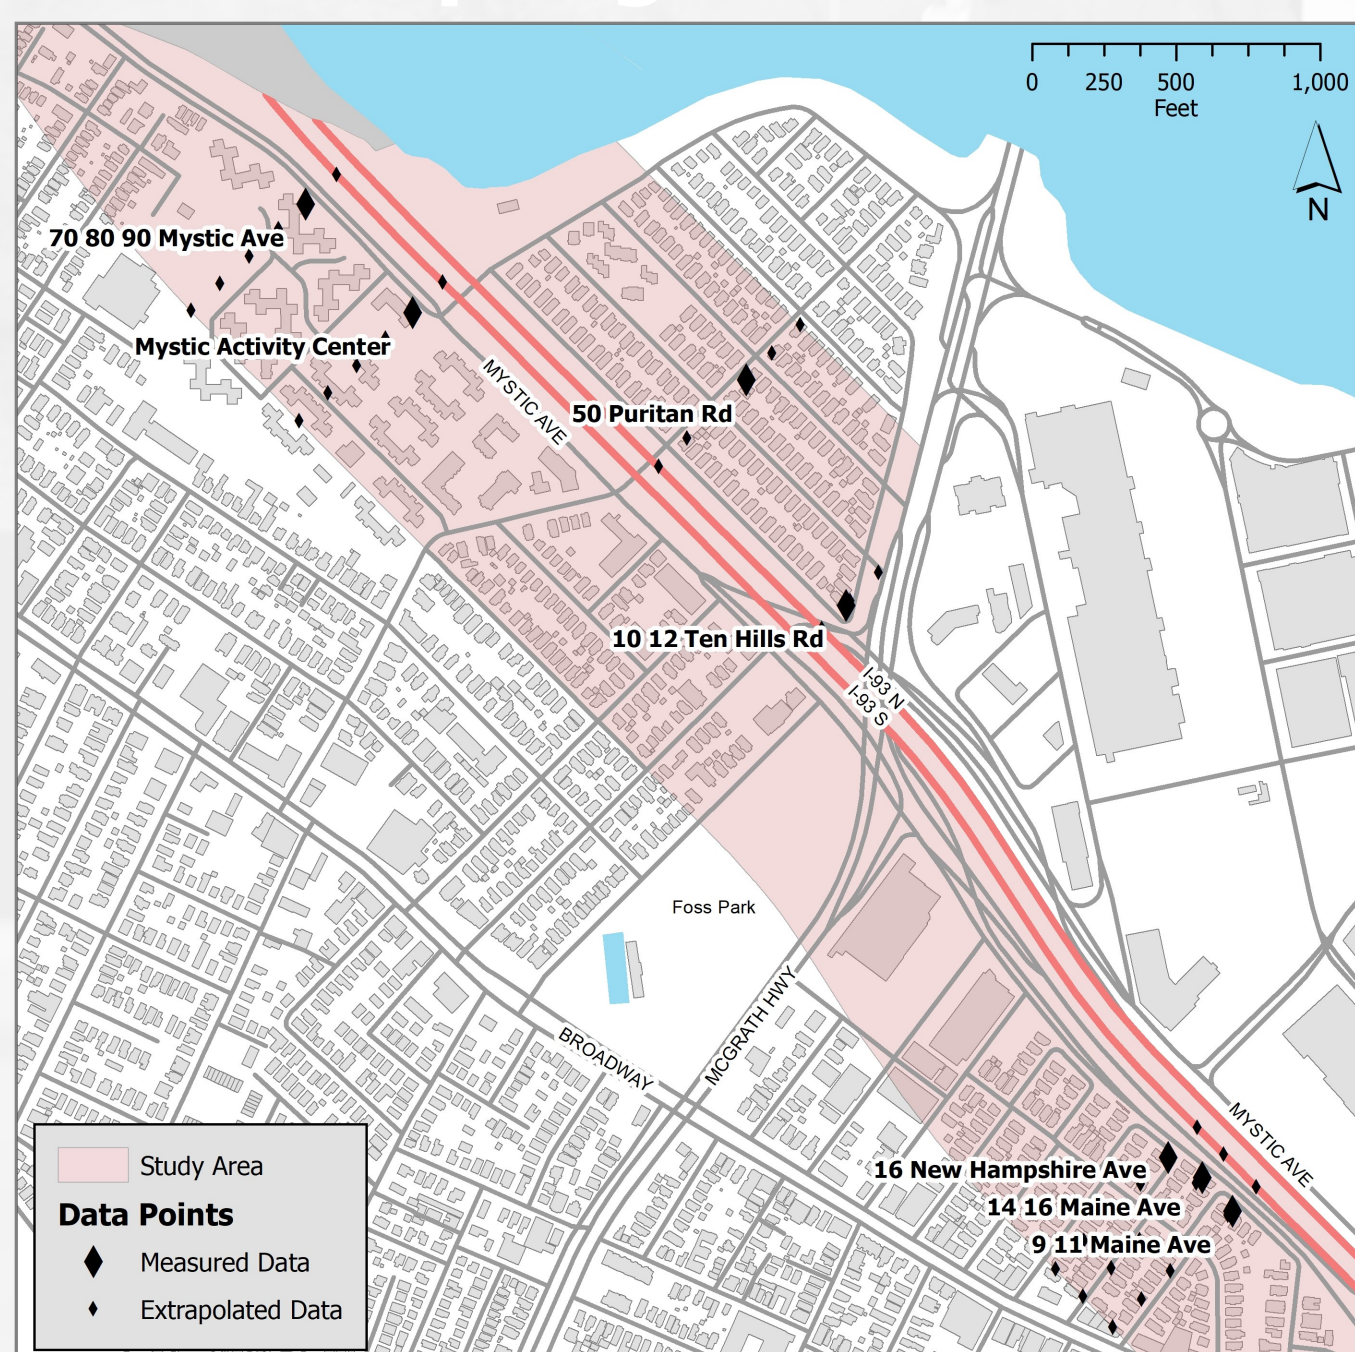 0 250 500 1,000
Feet
N
70 80 90 Mystic Ave
Mystic Activity Center
MYSTIC AVE
50 Puritan Rd
10 12 Ten Hills Rd
I-93 N
I-93 S
Foss Park
MCGRATH HWY
BROADWAY
MYSTIC AVE
16 New Hampshire Ave
14 16 Maine Ave
9 11 Maine Ave
Study Area
Data Points
Measured Data
Extrapolated Data